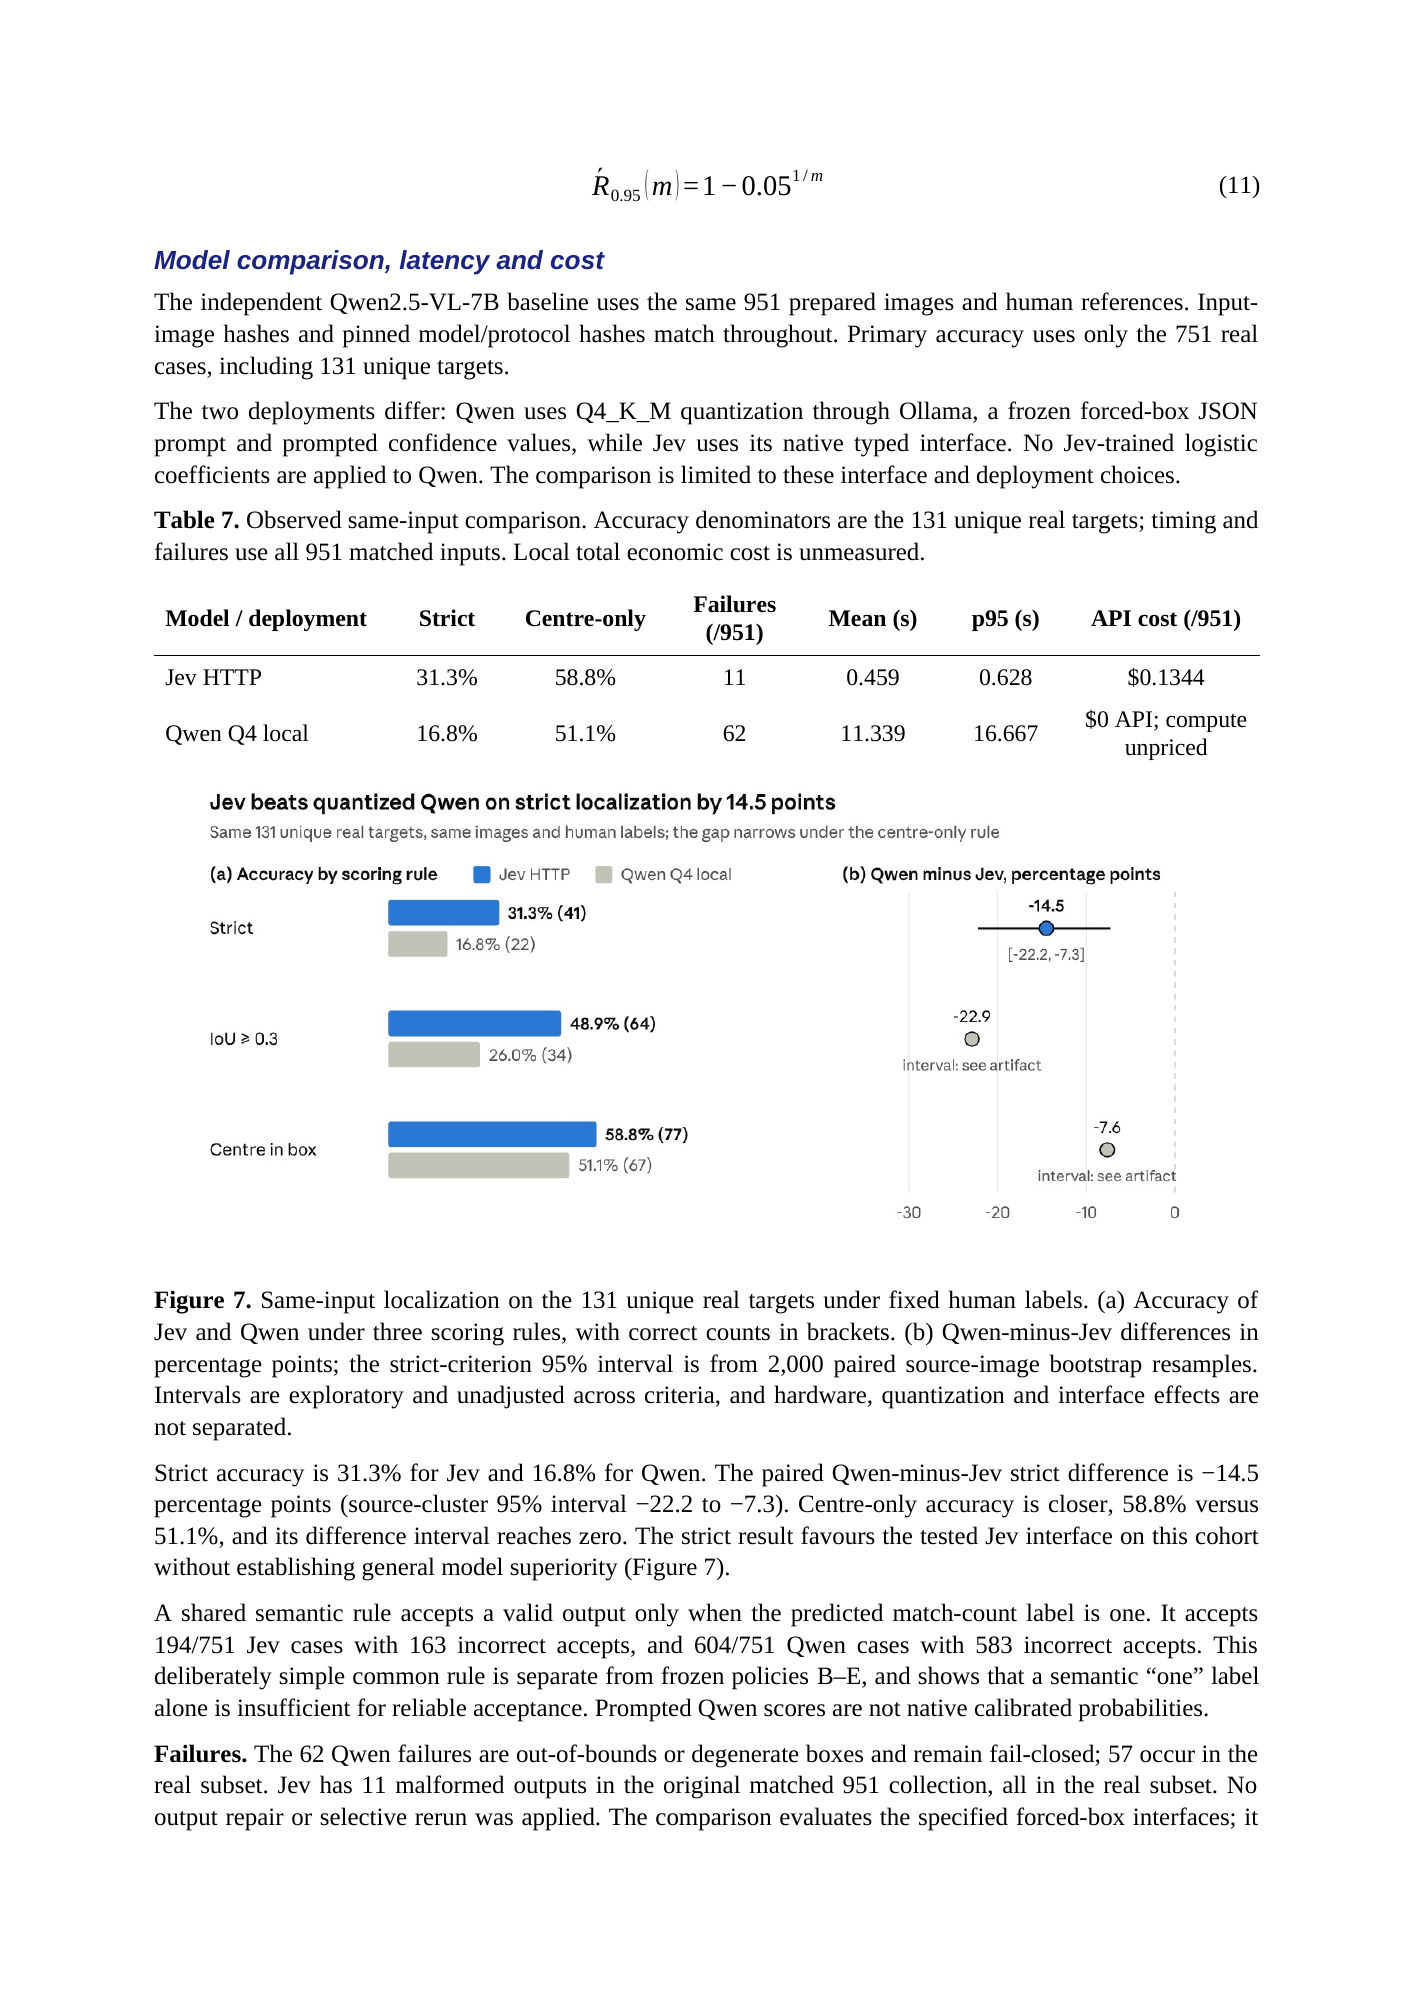 Ŕ0.95(m)=1−0.05^1/m (11)
Model comparison, latency and cost
The independent Qwen2.5-VL-7B baseline uses the same 951 prepared images and human references. Input-
image hashes and pinned model/protocol hashes match throughout. Primary accuracy uses only the 751 real
cases, including 131 unique targets.
The two deployments differ: Qwen uses Q4_K_M quantization through Ollama, a frozen forced-box JSON
prompt and prompted confidence values, while Jev uses its native typed interface. No Jev-trained logistic
coefficients are applied to Qwen. The comparison is limited to these interface and deployment choices.
Table 7. Observed same-input comparison. Accuracy denominators are the 131 unique real targets; timing and
failures use all 951 matched inputs. Local total economic cost is unmeasured.
Model / deployment Strict Centre-only Failures (/951) Mean (s) p95 (s) API cost (/951)
Jev HTTP 31.3% 58.8% 11 0.459 0.628 $0.1344
Qwen Q4 local 16.8% 51.1% 62 11.339 16.667 $0 API; compute unpriced
Jev beats quantized Qwen on strict localization by 14.5 points
Same 131 unique real targets, same images and human labels; the gap narrows under the centre-only rule
(a) Accuracy by scoring rule Jev HTTP Qwen Q4 local
Strict
31.3% (41)
16.8% (22)
IoU ≥ 0.3
48.9% (64)
26.0% (34)
Centre in box
58.8% (77)
51.1% (67)
(b) Qwen minus Jev, percentage points
-14.5
[-22.2, -7.3]
-22.9
interval: see artifact
-7.6
interval: see artifact
-30 -20 -10 0
Figure 7. Same-input localization on the 131 unique real targets under fixed human labels. (a) Accuracy of
Jev and Qwen under three scoring rules, with correct counts in brackets. (b) Qwen-minus-Jev differences in
percentage points; the strict-criterion 95% interval is from 2,000 paired source-image bootstrap resamples.
Intervals are exploratory and unadjusted across criteria, and hardware, quantization and interface effects are
not separated.
Strict accuracy is 31.3% for Jev and 16.8% for Qwen. The paired Qwen-minus-Jev strict difference is −14.5
percentage points (source-cluster 95% interval −22.2 to −7.3). Centre-only accuracy is closer, 58.8% versus
51.1%, and its difference interval reaches zero. The strict result favours the tested Jev interface on this cohort
without establishing general model superiority (Figure 7).
A shared semantic rule accepts a valid output only when the predicted match-count label is one. It accepts
194/751 Jev cases with 163 incorrect accepts, and 604/751 Qwen cases with 583 incorrect accepts. This
deliberately simple common rule is separate from frozen policies B–E, and shows that a semantic “one” label
alone is insufficient for reliable acceptance. Prompted Qwen scores are not native calibrated probabilities.
Failures. The 62 Qwen failures are out-of-bounds or degenerate boxes and remain fail-closed; 57 occur in the
real subset. Jev has 11 malformed outputs in the original matched 951 collection, all in the real subset. No
output repair or selective rerun was applied. The comparison evaluates the specified forced-box interfaces; it